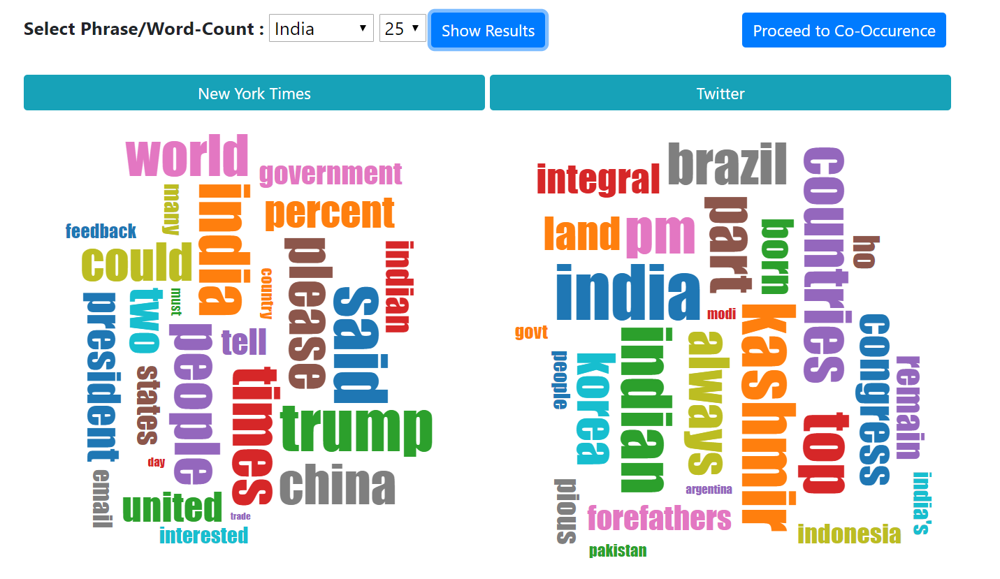 Select Phrase/Word-Count : India 25 Show Results
Proceed to Co-Occurence
New York Times
world
government
many
india
percent
feedback
could
please
indian
country
said
president
two
must
people
tell
states
times
trump
day
china
email
united
trade
interested
Twitter
brazil
countries
integral
part
land
pm
born
ho
india
modi
kashmir
govt
congress
indian
always
people
korea
remain
top
india's
pious
argentina
forefathers
indonesia
pakistan